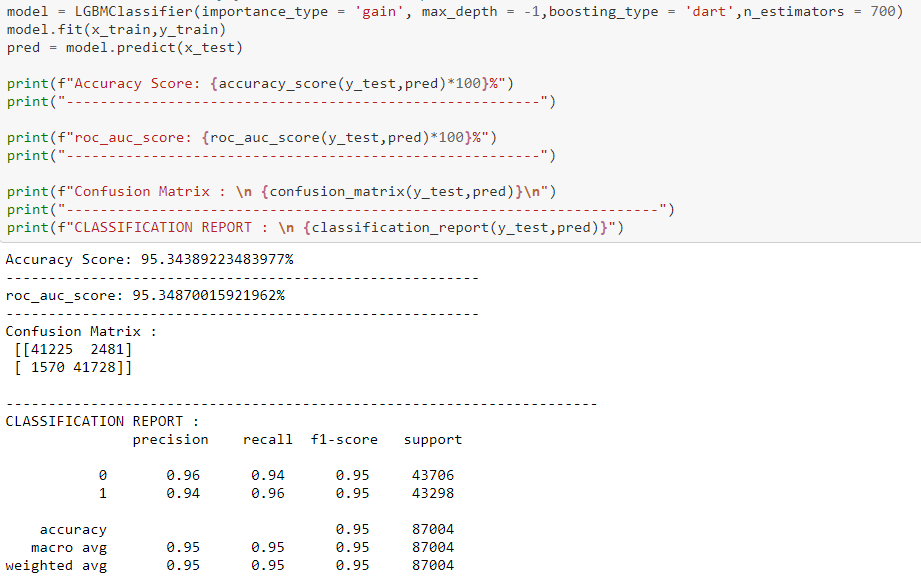 model = LGBMClassifier(importance_type = 'gain', max_depth = -1,boosting_type = 'dart',n_estimators = 700)
model.fit(x_train,y_train)
pred = model.predict(x_test)
print(f"Accuracy Score: {accuracy_score(y_test,pred)*100}%")
print("--------------------------------------------------------")
print(f"roc_auc_score: {roc_auc_score(y_test,pred)*100}%")
print("--------------------------------------------------------")
print(f"Confusion Matrix : \n {confusion_matrix(y_test,pred)}\n")
print("----------------------------------------------------------------------")
print(f"CLASSIFICATION REPORT : \n {classification_report(y_test,pred)}")
Accuracy Score: 95.34389223483977%
--------------------------------------------------------
roc_auc_score: 95.34870015921962%
--------------------------------------------------------
Confusion Matrix :
[[41225  2481]
[ 1570 41728]]
----------------------------------------------------------------------
CLASSIFICATION REPORT :
precision    recall  f1-score   support
0       0.96      0.94      0.95     43706
1       0.94      0.96      0.95     43298
accuracy                           0.95     87004
macro avg       0.95      0.95      0.95     87004
weighted avg       0.95      0.95      0.95     87004